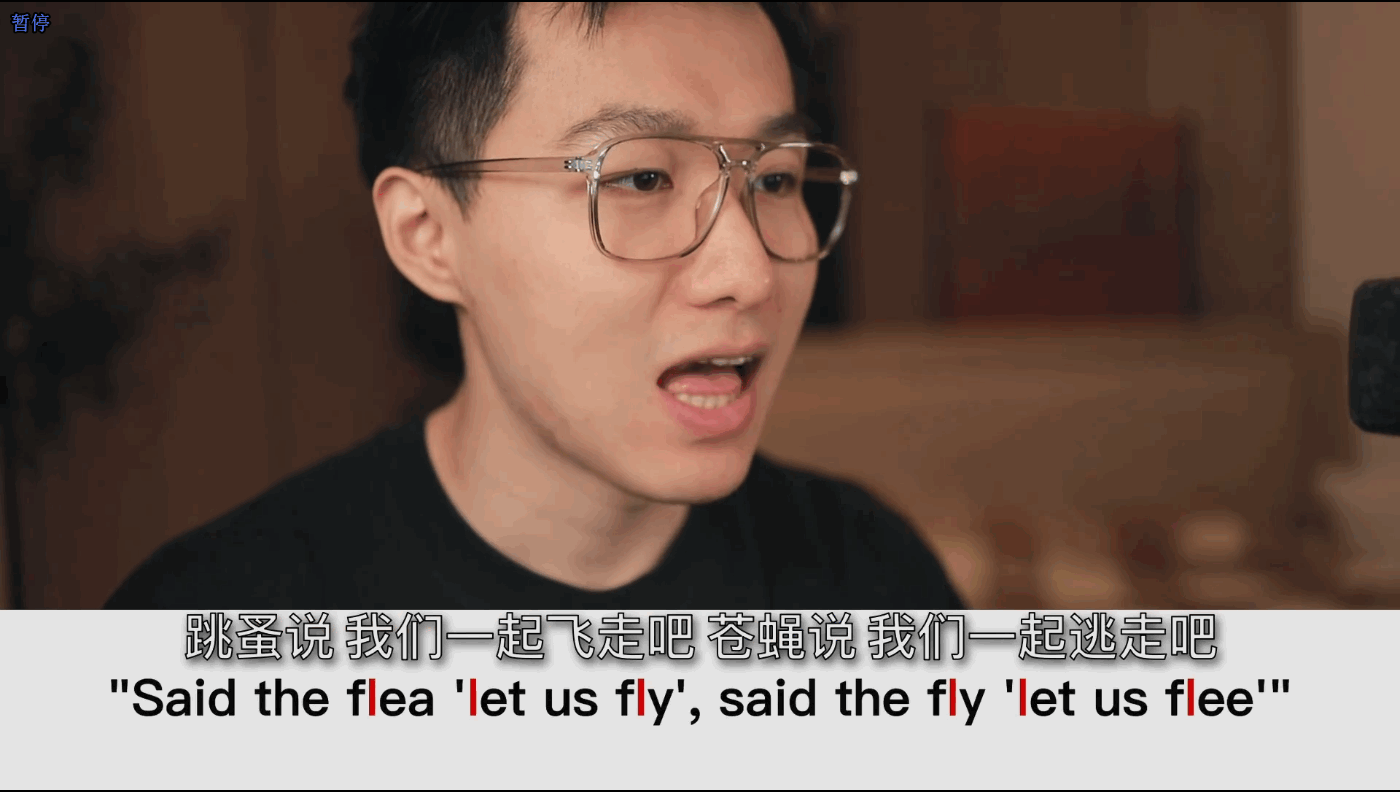 暂停
跳蚤说 我们一起飞走吧 苍蝇说 我们一起逃走吧
"Said the flea 'let us fly', said the fly 'let us flee'"